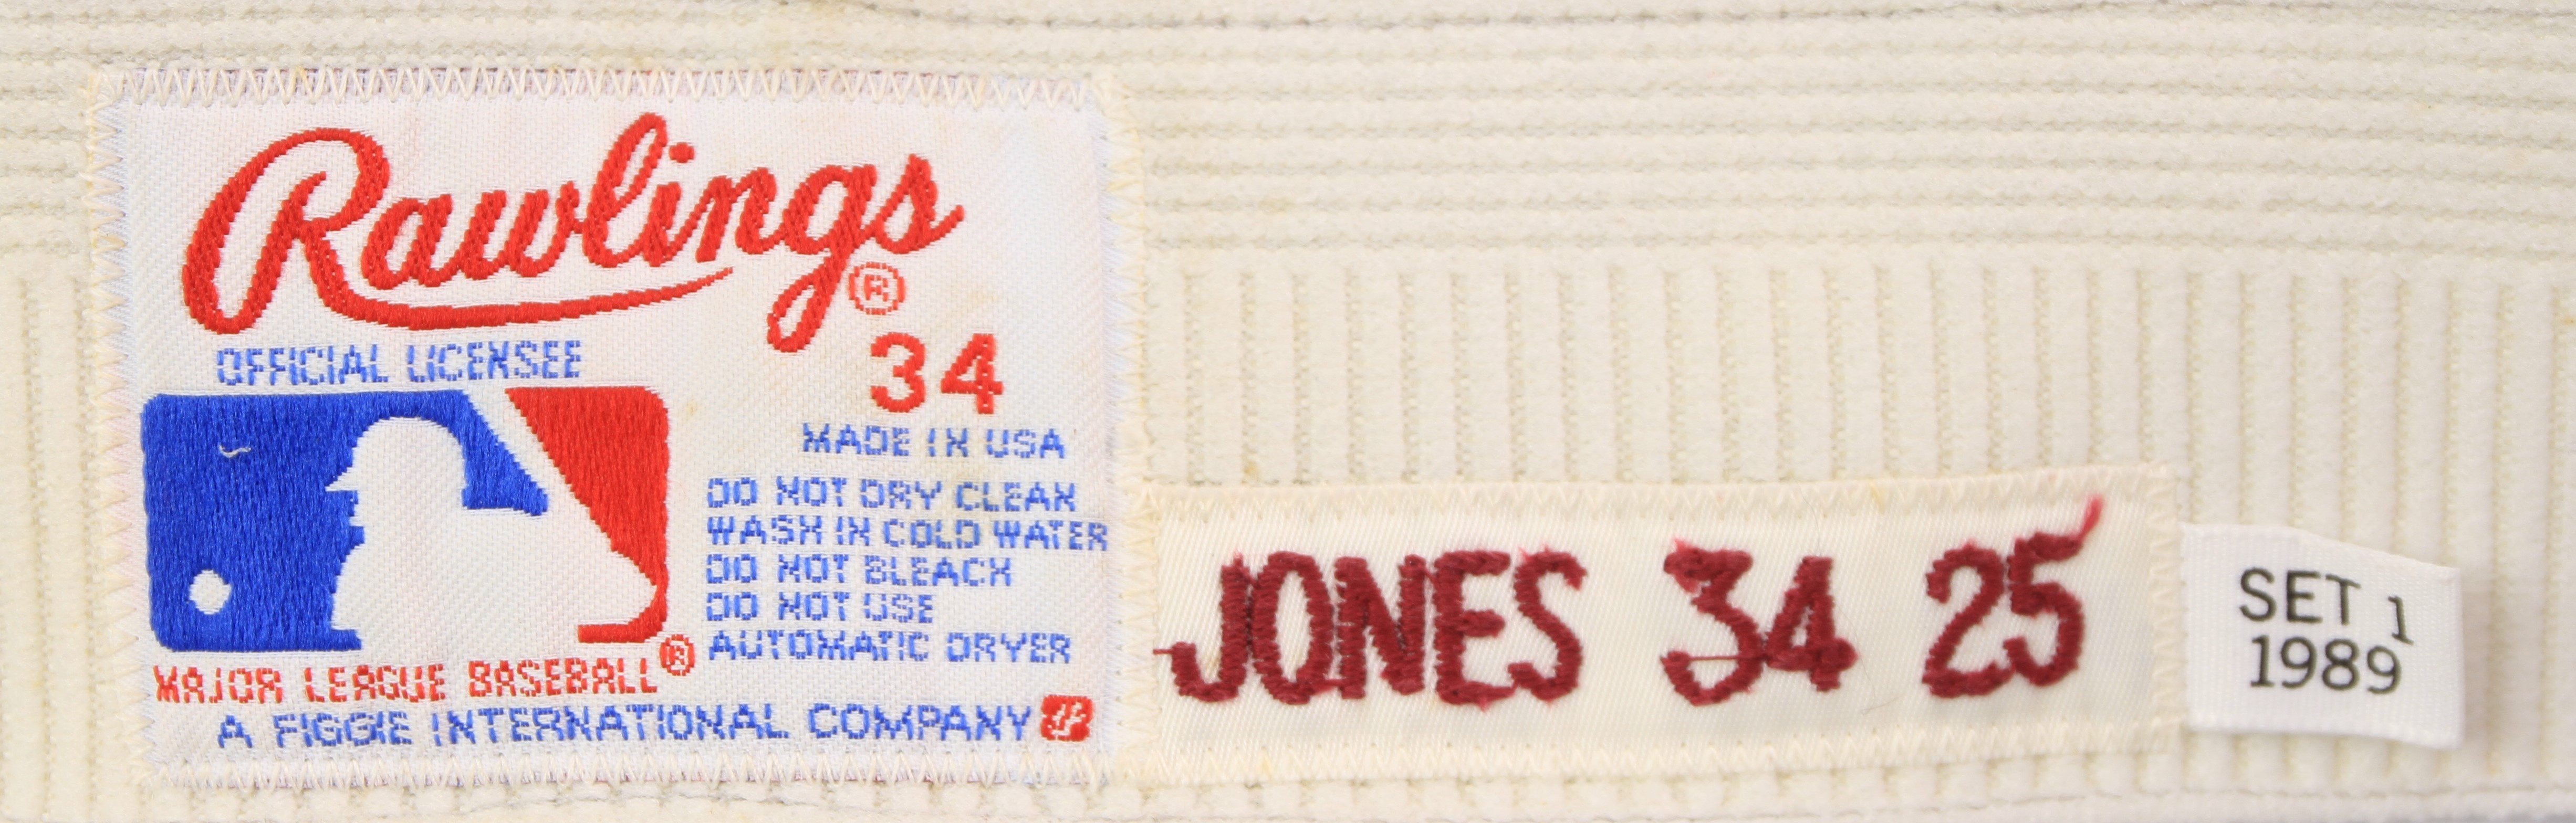 Rawlings®
34
OFFICIAL LICENSEE
MADE IN USA
DO NOT DRY CLEAN
WASH IN COLD WATER
DO NOT BLEACH
DO NOT USE
AUTOMATIC DRYER
MAJOR LEAGUE BASEBALL®
A FIGGIE INTERNATIONAL COMPANY
JONES 34 25
SET 1
1989